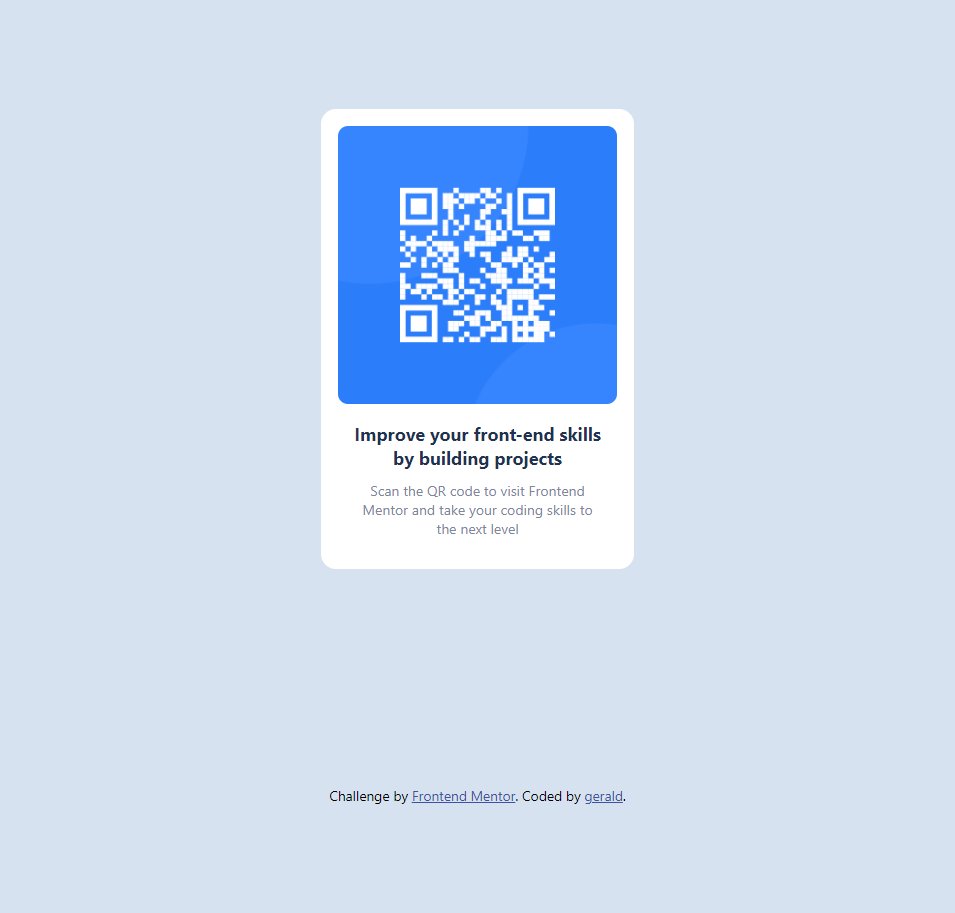 Improve your front-end skills
by building projects
Scan the QR code to visit Frontend
Mentor and take your coding skills to
the next level
Challenge by Frontend Mentor. Coded by gerald.